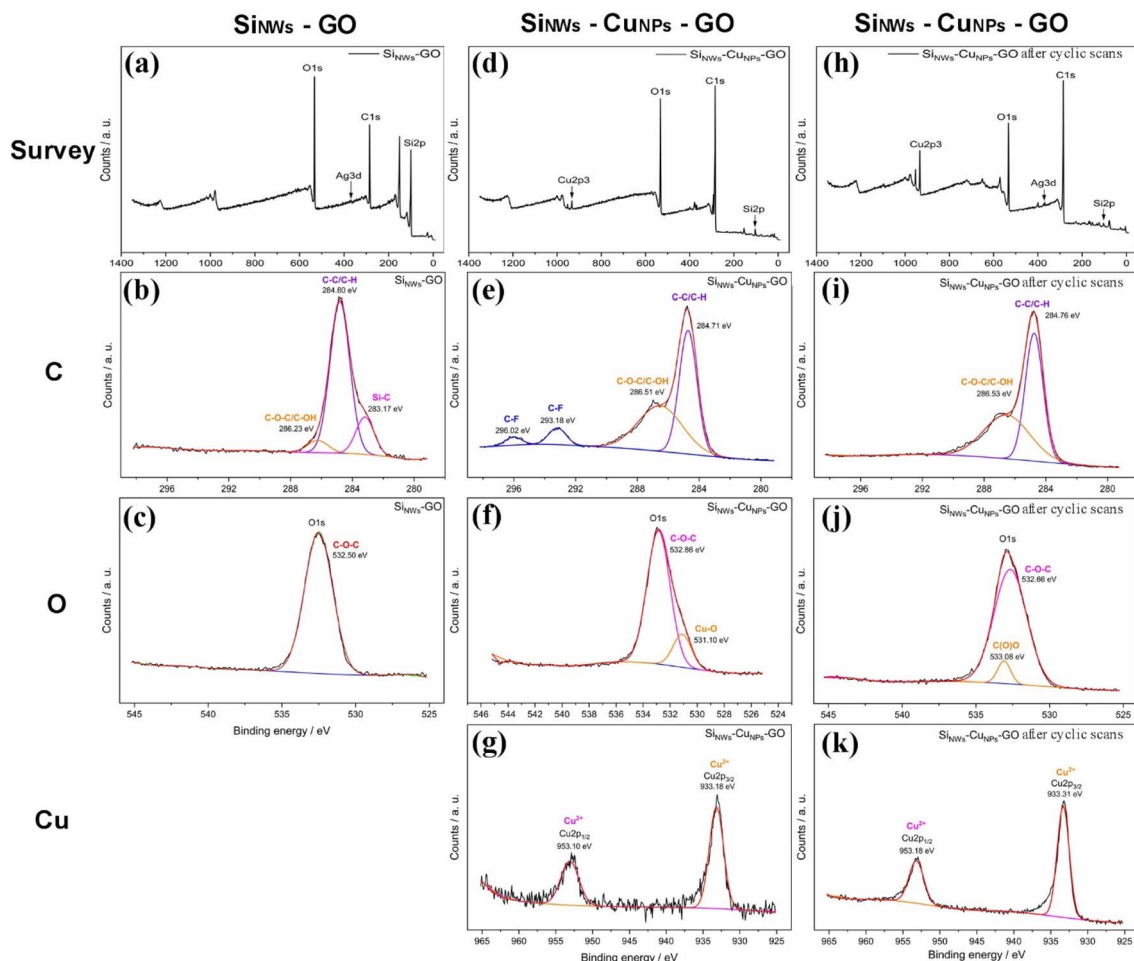 SiNWs - GO
SiNWs - CuNPs - GO
SiNWs - CuNPs - GO
Survey
(a)
SiNWs-GO
O1s
C1s
Si2p
Ag3d
Counts / a. u.
1400 1200 1000 800 600 400 200 0
(d)
SiNWs-CuNPs-GO
C1s
O1s
Cu2p3
Si2p
Counts / a. u.
1400 1200 1000 800 600 400 200 0
(h)
SiNWs-CuNPs-GO after cyclic scans
C1s
O1s
Cu2p3
Ag3d
Si2p
Counts / a. u.
1400 1200 1000 800 600 400 200 0
C
(b)
SiNWs-GO
C-C/C-H
284.80 eV
Si-C
283.17 eV
C-O-C/C-OH
286.23 eV
Counts / a. u.
296 292 288 284 280
(e)
SiNWs-CuNPs-GO
C-C/C-H
284.71 eV
C-O-C/C-OH
286.51 eV
C-F
293.18 eV
C-F
296.02 eV
Counts / a. u.
296 292 288 284 280
(i)
SiNWs-CuNPs-GO after cyclic scans
C-C/C-H
284.76 eV
C-O-C/C-OH
286.53 eV
Counts / a. u.
296 292 288 284 280
O
(c)
SiNWs-GO
O1s
C-O-C
532.50 eV
Counts / a. u.
545 540 535 530 525
Binding energy / eV
(f)
SiNWs-CuNPs-GO
O1s
C-O-C
532.86 eV
Cu-O
531.10 eV
Counts / a. u.
546 544 542 540 538 536 534 532 530 528 526 524
(j)
SiNWs-CuNPs-GO after cyclic scans
O1s
C-O-C
532.66 eV
C(O)O
533.08 eV
Counts / a. u.
545 540 535 530 525
Cu
(g)
SiNWs-CuNPs-GO
Cu2+
Cu2p3/2
933.18 eV
Cu2+
Cu2p1/2
953.10 eV
Counts / a. u.
965 960 955 950 945 940 935 930 925
Binding energy / eV
(k)
SiNWs-CuNPs-GO after cyclic scans
Cu2+
Cu2p3/2
933.31 eV
Cu2+
Cu2p1/2
953.18 eV
Counts / a. u.
965 960 955 950 945 940 935 930 925
Binding energy / eV